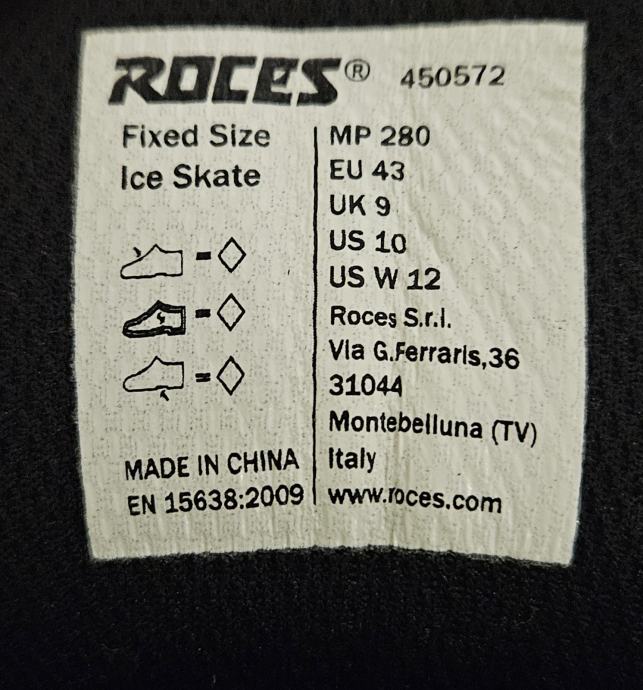 ROCES® 450572
Fixed Size
Ice Skate
MADE IN CHINA
EN 15638:2009
MP 280
EU 43
UK 9
US 10
US W 12
Roces S.r.l.
Via G.Ferraris,36
31044
Montebelluna (TV)
Italy
www.roces.com